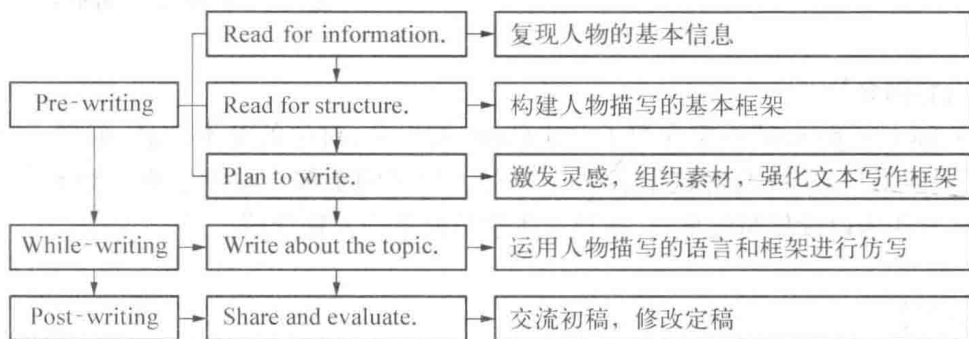 Read for information.
复现人物的基本信息
Pre-writing
Read for structure.
构建人物描写的基本框架
Plan to write.
激发灵感，组织素材，强化文本写作框架
While-writing
Write about the topic.
运用人物描写的语言和框架进行仿写
Post-writing
Share and evaluate.
交流初稿，修改定稿